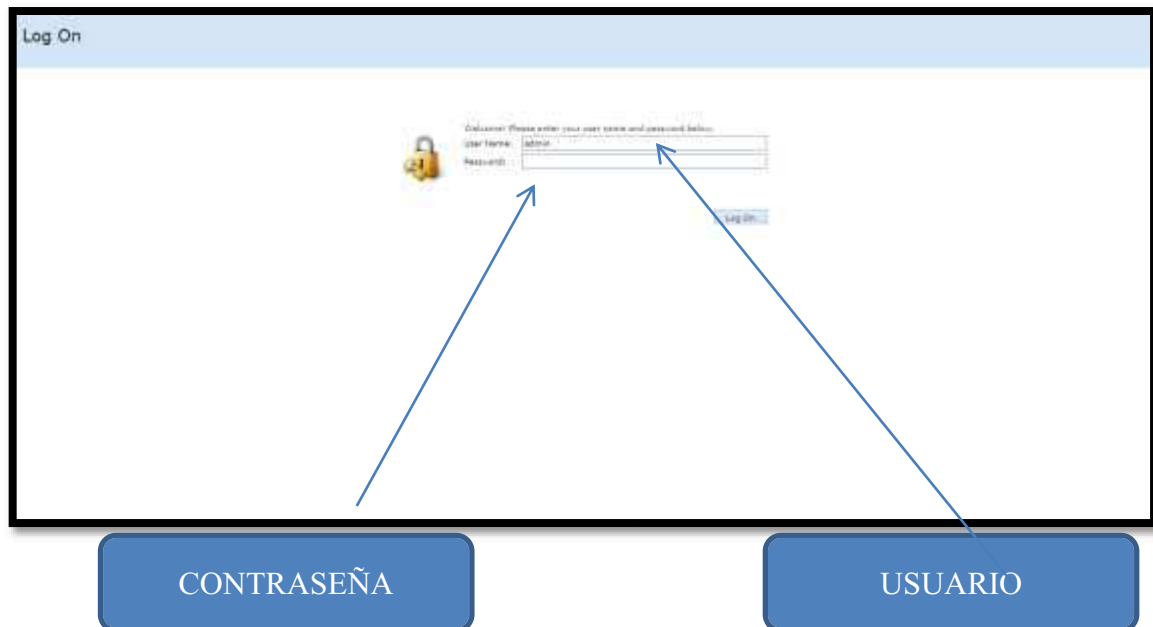 Log On
Welcome! Please enter your user name and password below.
User Name: admin
Password:
Log On
CONTRASEÑA
USUARIO